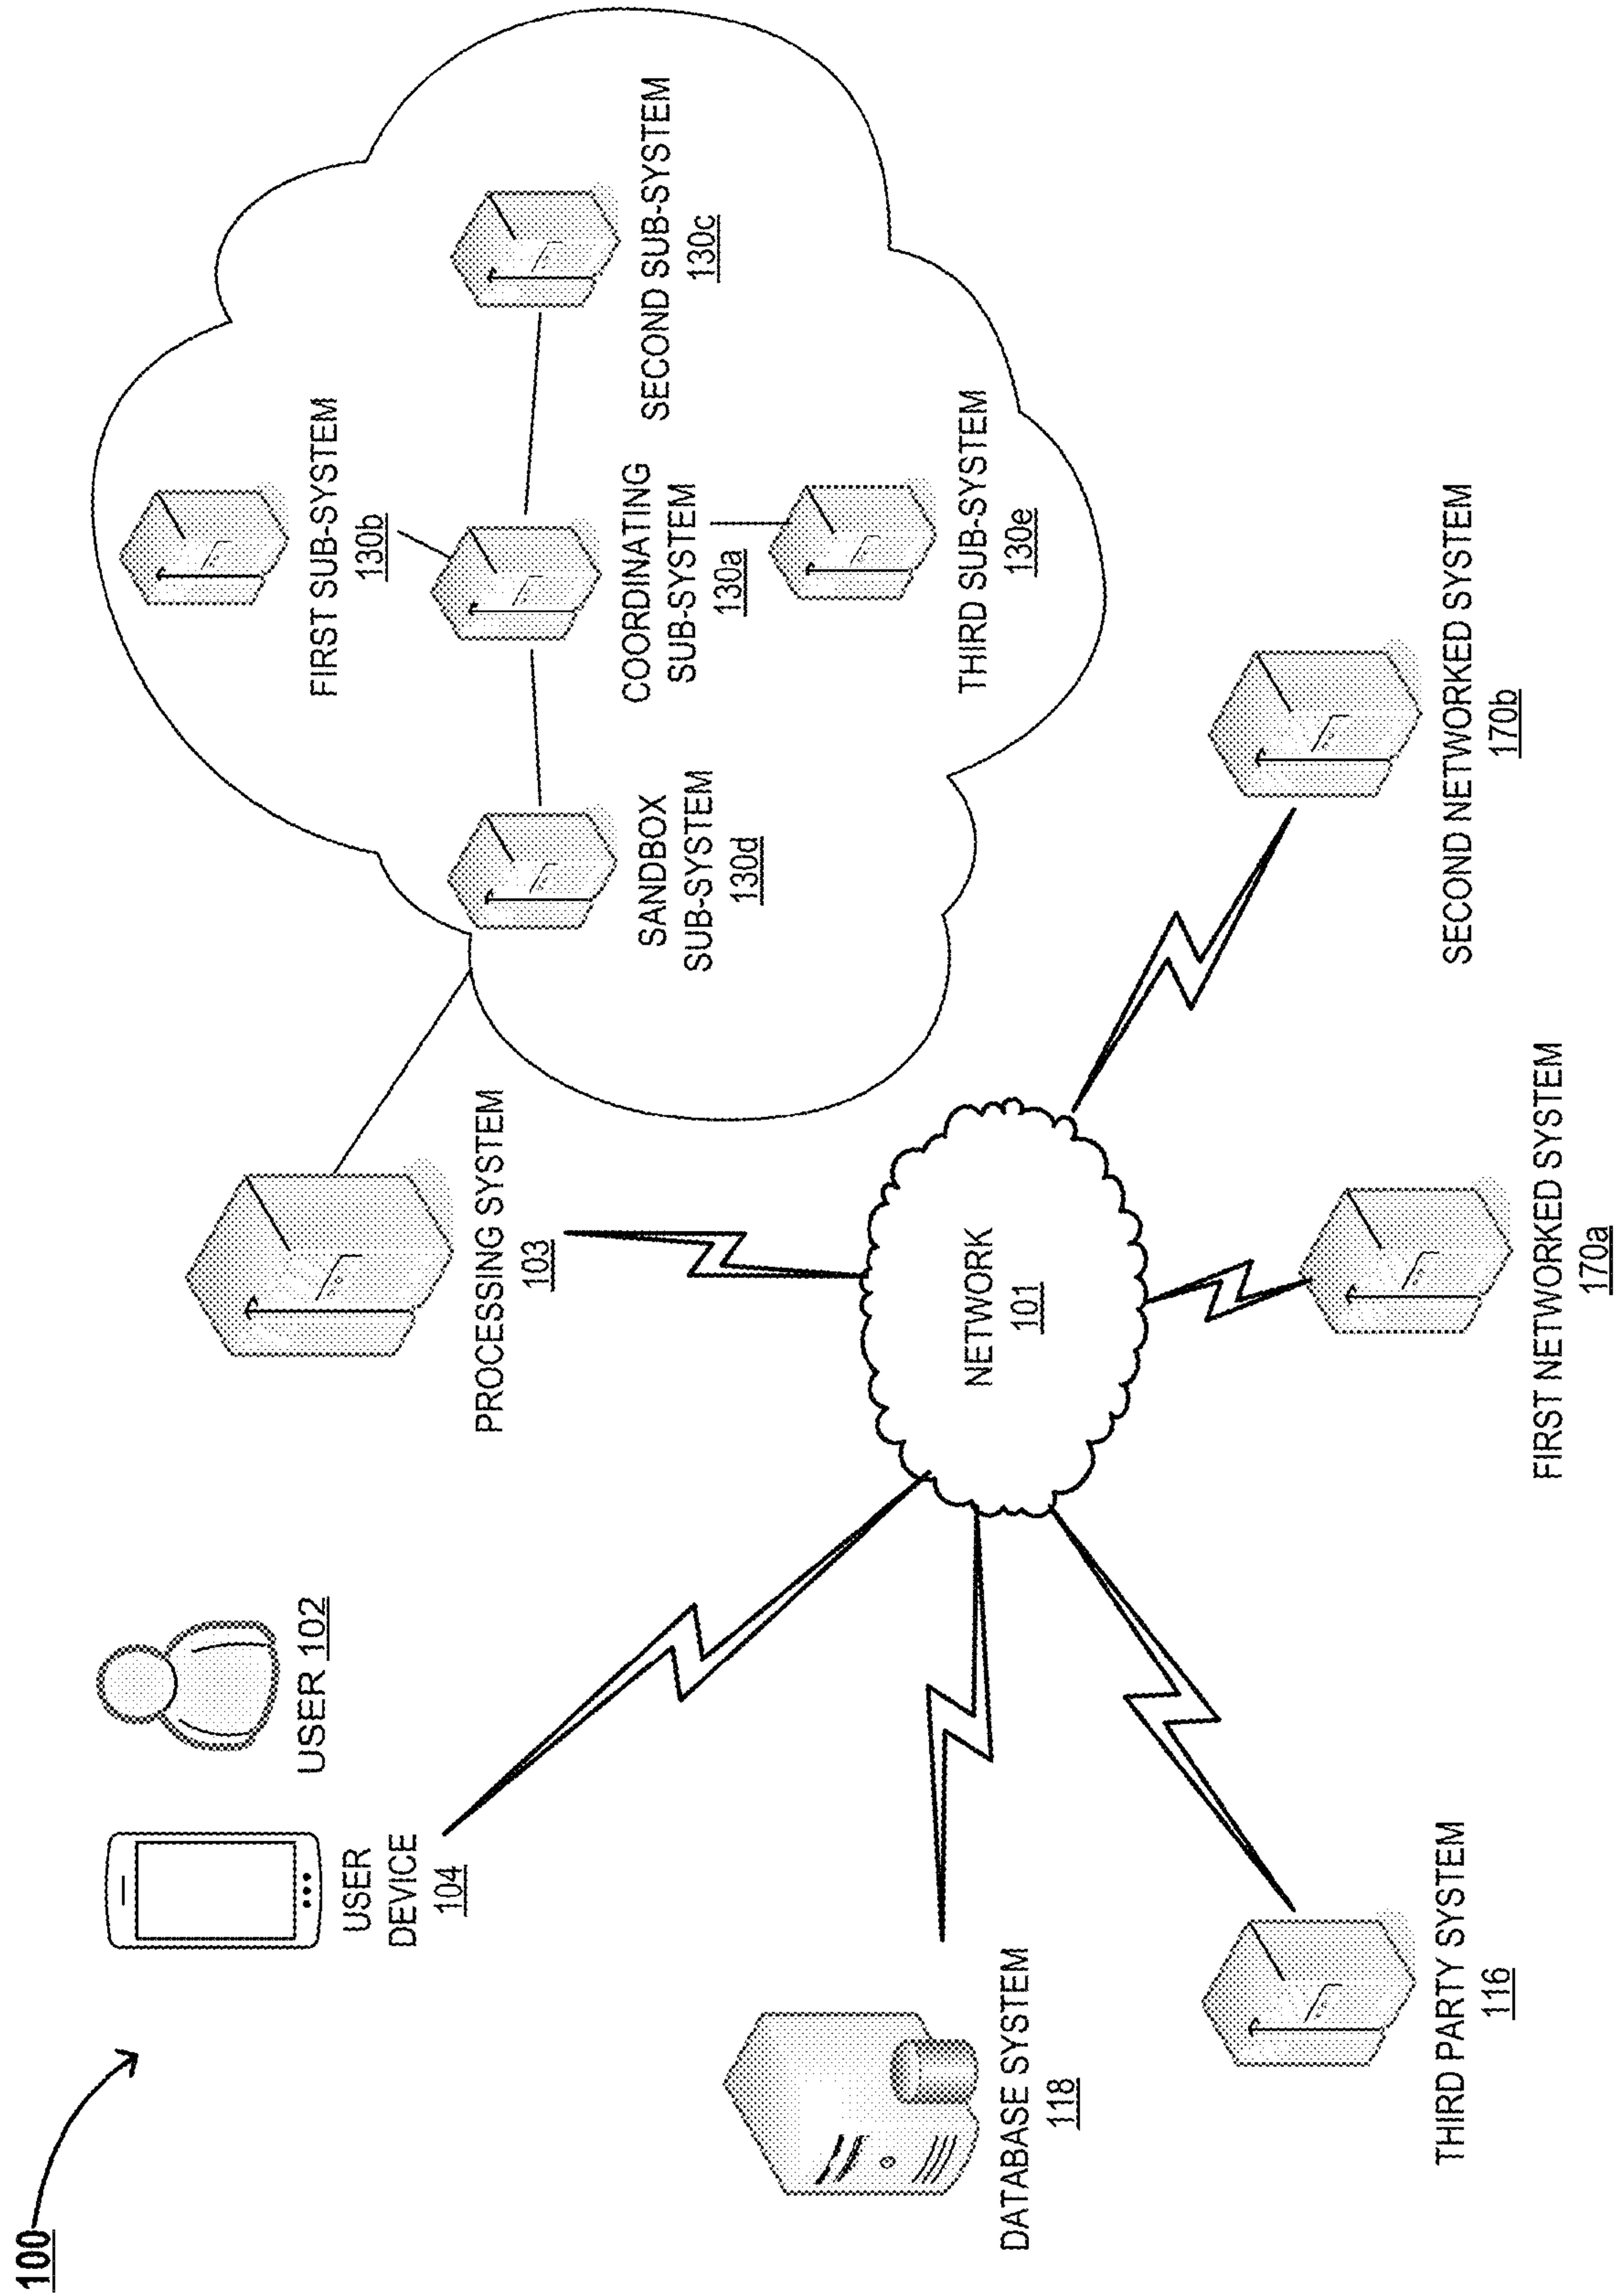 100
USER
DEVICE
104
USER 102
PROCESSING SYSTEM
103
FIRST SUB-SYSTEM
130b
SANDBOX
SUB-SYSTEM
130d
COORDINATING
SUB-SYSTEM
130a
SECOND SUB-SYSTEM
130c
THIRD SUB-SYSTEM
130e
DATABASE SYSTEM
118
NETWORK
101
THIRD PARTY SYSTEM
116
FIRST NETWORKED SYSTEM
170a
SECOND NETWORKED SYSTEM
170b